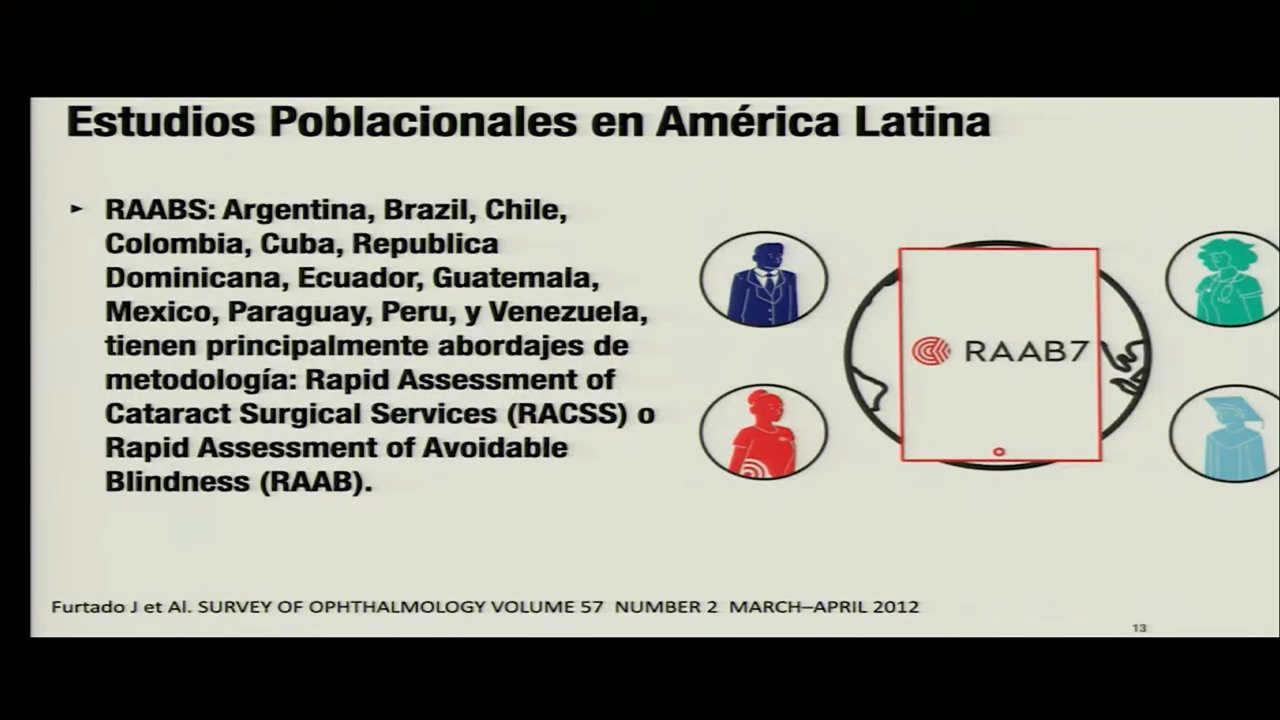 Estudios Poblacionales en América Latina
► RAABS: Argentina, Brazil, Chile,
Colombia, Cuba, Republica
Dominicana, Ecuador, Guatemala,
Mexico, Paraguay, Peru, y Venezuela,
tienen principalmente abordajes de
metodología: Rapid Assessment of
Cataract Surgical Services (RACSS) o
Rapid Assessment of Avoidable
Blindness (RAAB).
RAAB7
Furtado J et Al. SURVEY OF OPHTHALMOLOGY VOLUME 57 NUMBER 2 MARCH–APRIL 2012
13